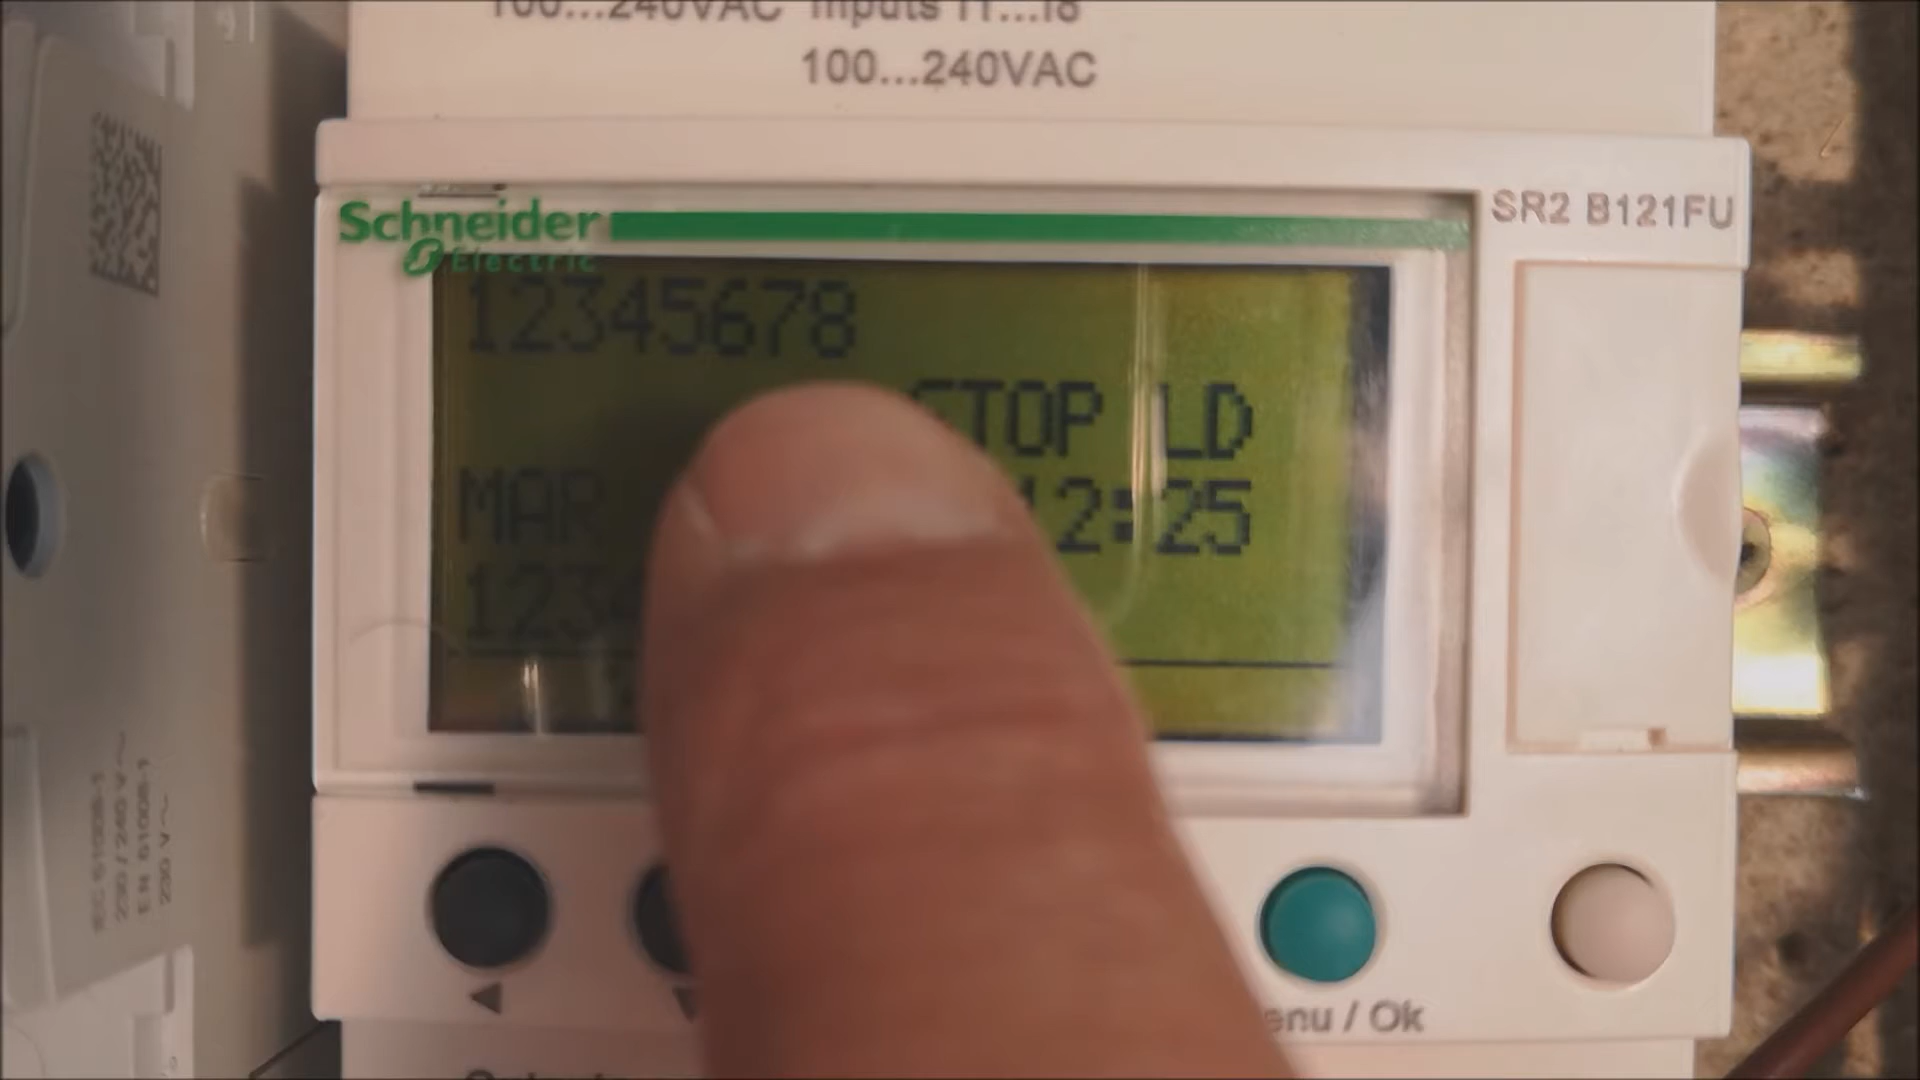 100...240VAC Inputs I1...I8
100...240VAC
Schneider
Electric
SR2 B121FU
12345678
STOP LD
MAR 12:25
123
Menu / Ok